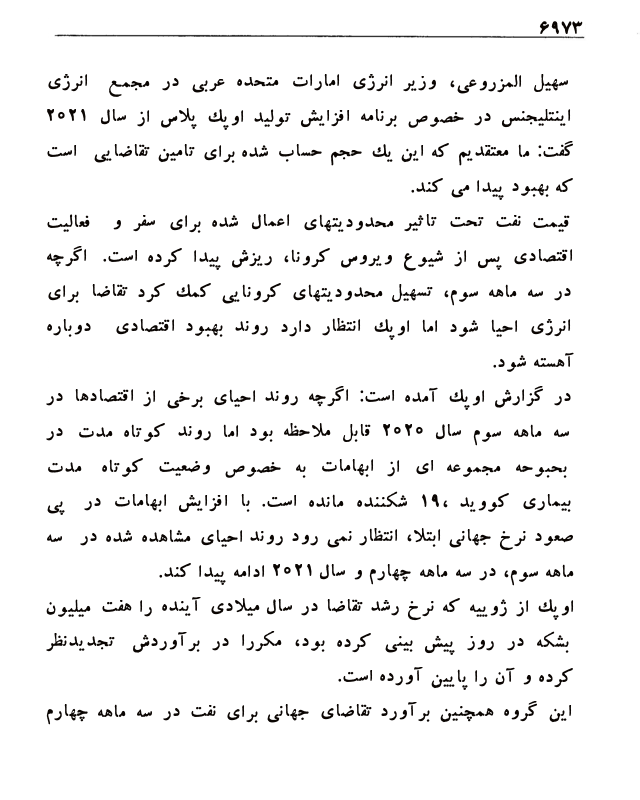 ۶۹۷۳
سهیل المزروعی، وزیر انرژی امارات متحده عربی در مجمع انرژی
اینتلیجنس در خصوص برنامه افزایش تولید اوپک پلاس از سال ۲۰۲۱
گفت: ما معتقدیم که این یک حجم حساب شده برای تامین تقاضایی است
که بهبود پیدا می کند.
قیمت نفت تحت تاثیر محدودیتهای اعمال شده برای سفر و فعالیت
اقتصادی پس از شیوع ویروس کرونا، ریزش پیدا کرده است. اگرچه
در سه ماهه سوم، تسهیل محدودیتهای کرونایی کمک کرد تقاضا برای
انرژی احیا شود اما اوپک انتظار دارد روند بهبود اقتصادی دوباره
آهسته شود.
در گزارش اوپک آمده است: اگرچه روند احیای برخی از اقتصادها در
سه ماهه سوم سال ۲۰۲۰ قابل ملاحظه بود اما روند کوتاه مدت در
بحبوحه مجموعه ای از ابهامات به خصوص وضعیت کوتاه مدت
بیماری کووید ،۱۹ شکننده مانده است. با افزایش ابهامات در پی
صعود نرخ جهانی ابتلا، انتظار نمی رود روند احیای مشاهده شده در سه
ماهه سوم، در سه ماهه چهارم و سال ۲۰۲۱ ادامه پیدا کند.
اوپک از ژوییه که نرخ رشد تقاضا در سال میلادی آینده را هفت میلیون
بشکه در روز پیش بینی کرده بود، مکررا در برآوردش تجدیدنظر
کرده و آن را پایین آورده است.
این گروه همچنین برآورد تقاضای جهانی برای نفت در سه ماهه چهارم